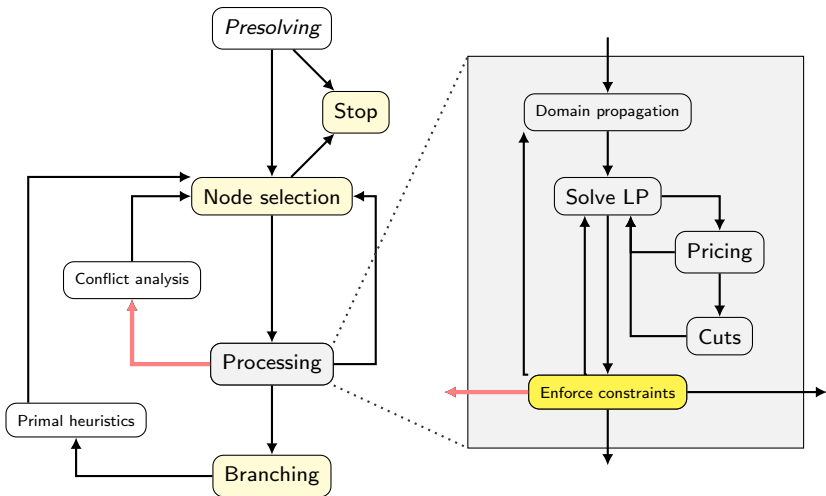 Presolving
Stop
Node selection
Conflict analysis
Processing
Primal heuristics
Branching
Domain propagation
Solve LP
Pricing
Cuts
Enforce constraints